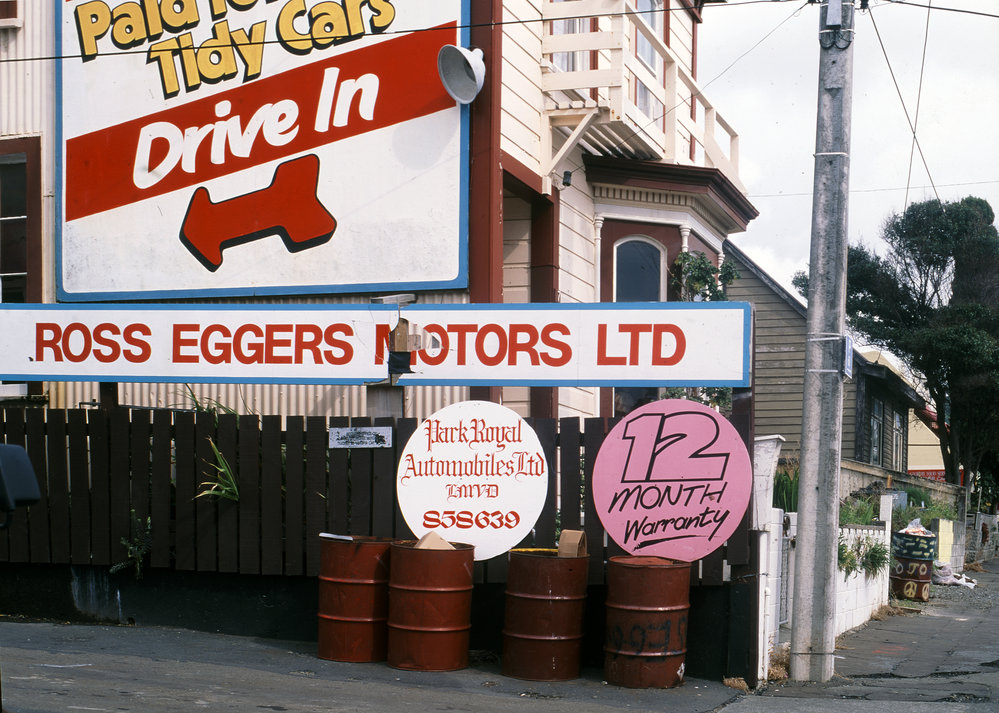 Tidy Cars
Drive In
ROSS EGGERS MOTORS LTD
Park Royal
Automobiles Ltd
LMVD
858639
12
MONTH
Warranty